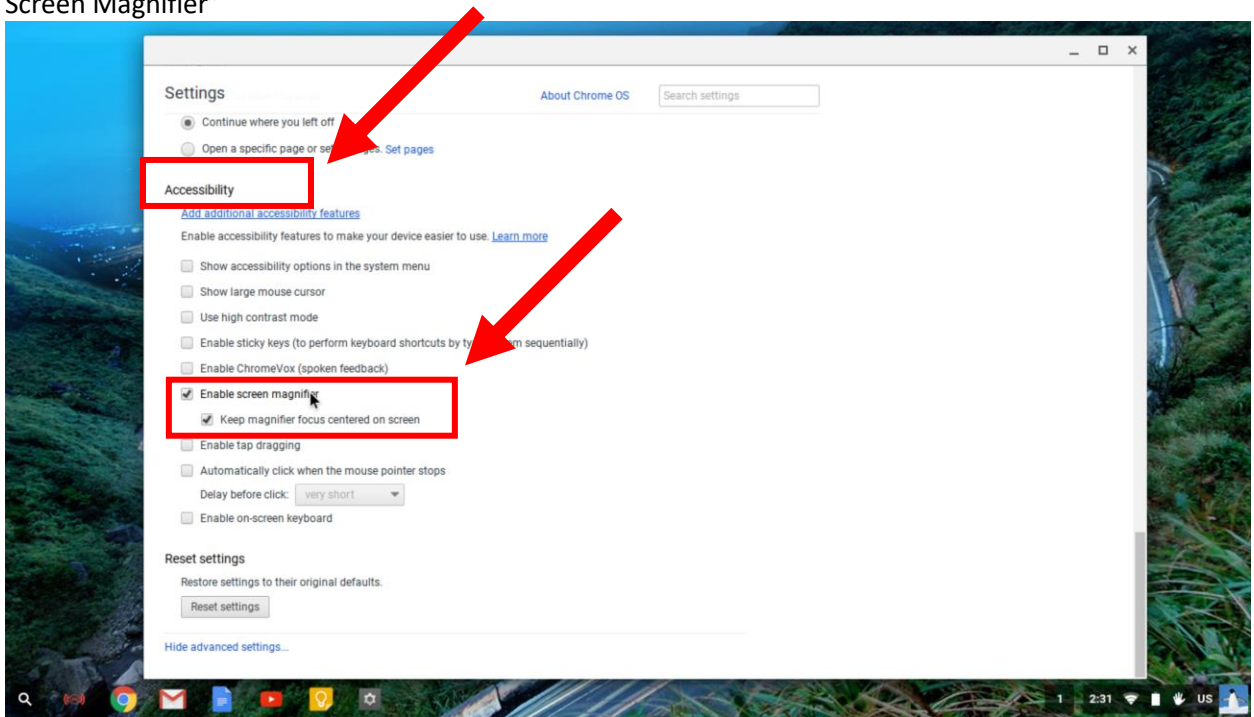 Screen Magnifier"
Settings
About Chrome OS
Search settings
Continue where you left off
Open a specific page or set Set pages
Accessibility
Add additional accessibility features
Enable accessibility features to make your device easier to use. Learn more
Show accessibility options in the system menu
Show large mouse cursor
Use high contrast mode
Enable sticky keys (to perform keyboard shortcuts by sequentially)
Enable ChromeVox (spoken feedback)
Enable screen magnifier
Keep magnifier focus centered on screen
Enable tap dragging
Automatically click when the mouse pointer stops
Delay before click: very short
Enable on-screen keyboard
Reset settings
Restore settings to their original defaults.
Reset settings
Hide advanced settings...
1 2:31 US